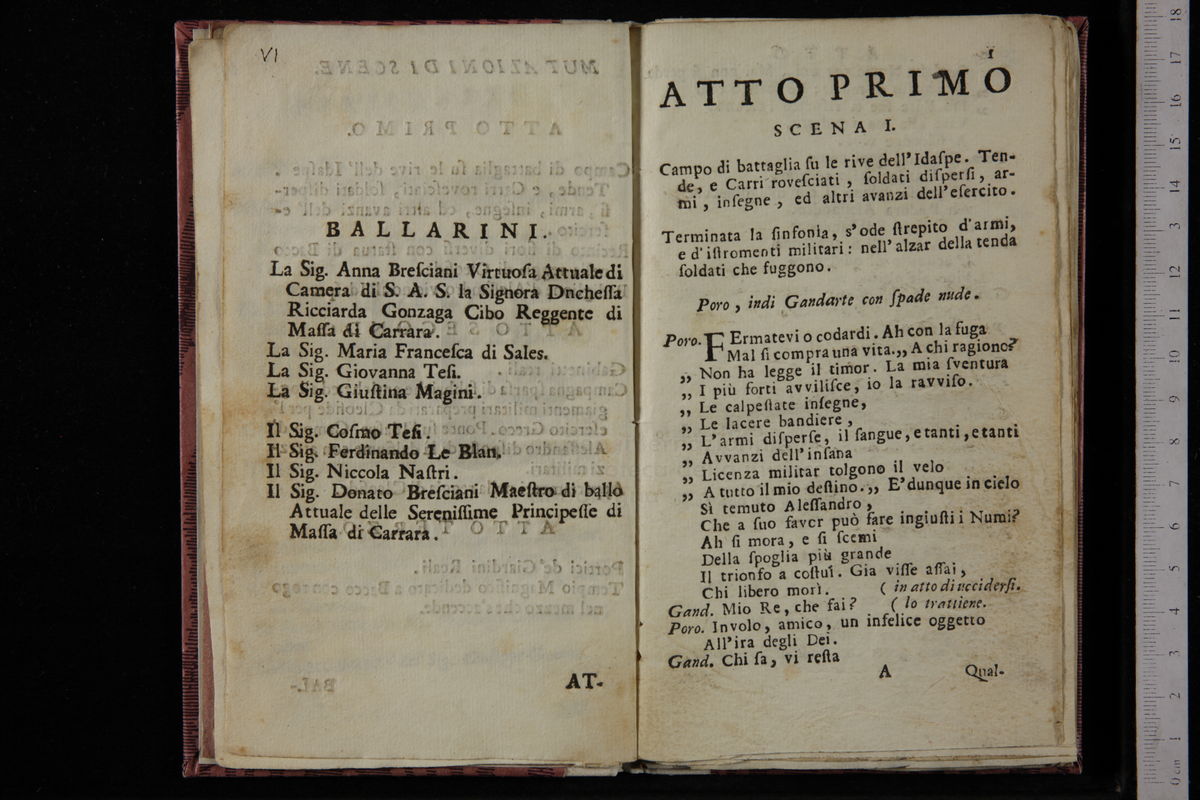 VI
BALLARINI.
La Sig. Anna Breſciani Virtuoſa Attuale di
Camera di S. A. S. la Signora Dncheſſa
Ricciarda Gonzaga Cibo Reggente di
Maſſa di Carrara.
La Sig. Maria Franceſca di Sales.
La Sig. Giovanna Teſi.
La Sig. Giuſtina Magini.
Il Sig. Coſmo Teſi.
Il Sig. Ferdinando Le Blan.
Il Sig. Niccola Naſtri.
Il Sig. Donato Breſciani Maeſtro di ballo
Attuale delle Sereniſſime Principeſſe di
Maſſa di Carrara.
AT-
1
ATTO PRIMO
SCENA I.
Campo di battaglia ſu le rive dell'Idaſpe. Ten-
de, e Carri roveſciati, ſoldati diſperſi, ar-
mi, inſegne, ed altri avanzi dell'eſercito.
Terminata la ſinfonia, s'ode ſtrepito d'armi,
e d'iſtromenti militari: nell'alzar della tenda
ſoldati che fuggono.
Poro, indi Gandarte con ſpade nude.
Poro. FErmatevi o codardi. Ah con la fuga
Mal ſi compra una vita.„ A chi ragiono?
„ Non ha legge il timor. La mia ſventura
„ I più forti avviliſce, io la ravviſo.
„ Le calpeſtate inſegne,
„ Le lacere bandiere,
„ L'armi diſperſe, il ſangue, e tanti, e tanti
„ Avvanzi dell'inſana
„ Licenza militar tolgono il velo
„ A tutto il mio deſtino.„ E'dunque in cielo
Sì temuto Aleſſandro,
Che a ſuo favcr può fare ingiuſti i Numi?
Ah ſi mora, e ſi ſcemi
Della ſpoglia più grande
Il trionfo a coſtuì. Gia viſſe aſſai,
Chi libero morì. ( in atto di ucciderſi.
Gand. Mio Re, che fai? ( lo trattiene.
Poro. Involo, amico, un infelice oggetto
All'ira degli Dei.
Gand. Chi ſa, vi reſta
A Qual-